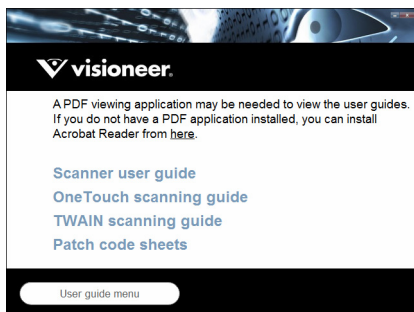 visioneer.
A PDF viewing application may be needed to view the user guides.
If you do not have a PDF application installed, you can install
Acrobat Reader from here.
Scanner user guide
OneTouch scanning guide
TWAIN scanning guide
Patch code sheets
User guide menu